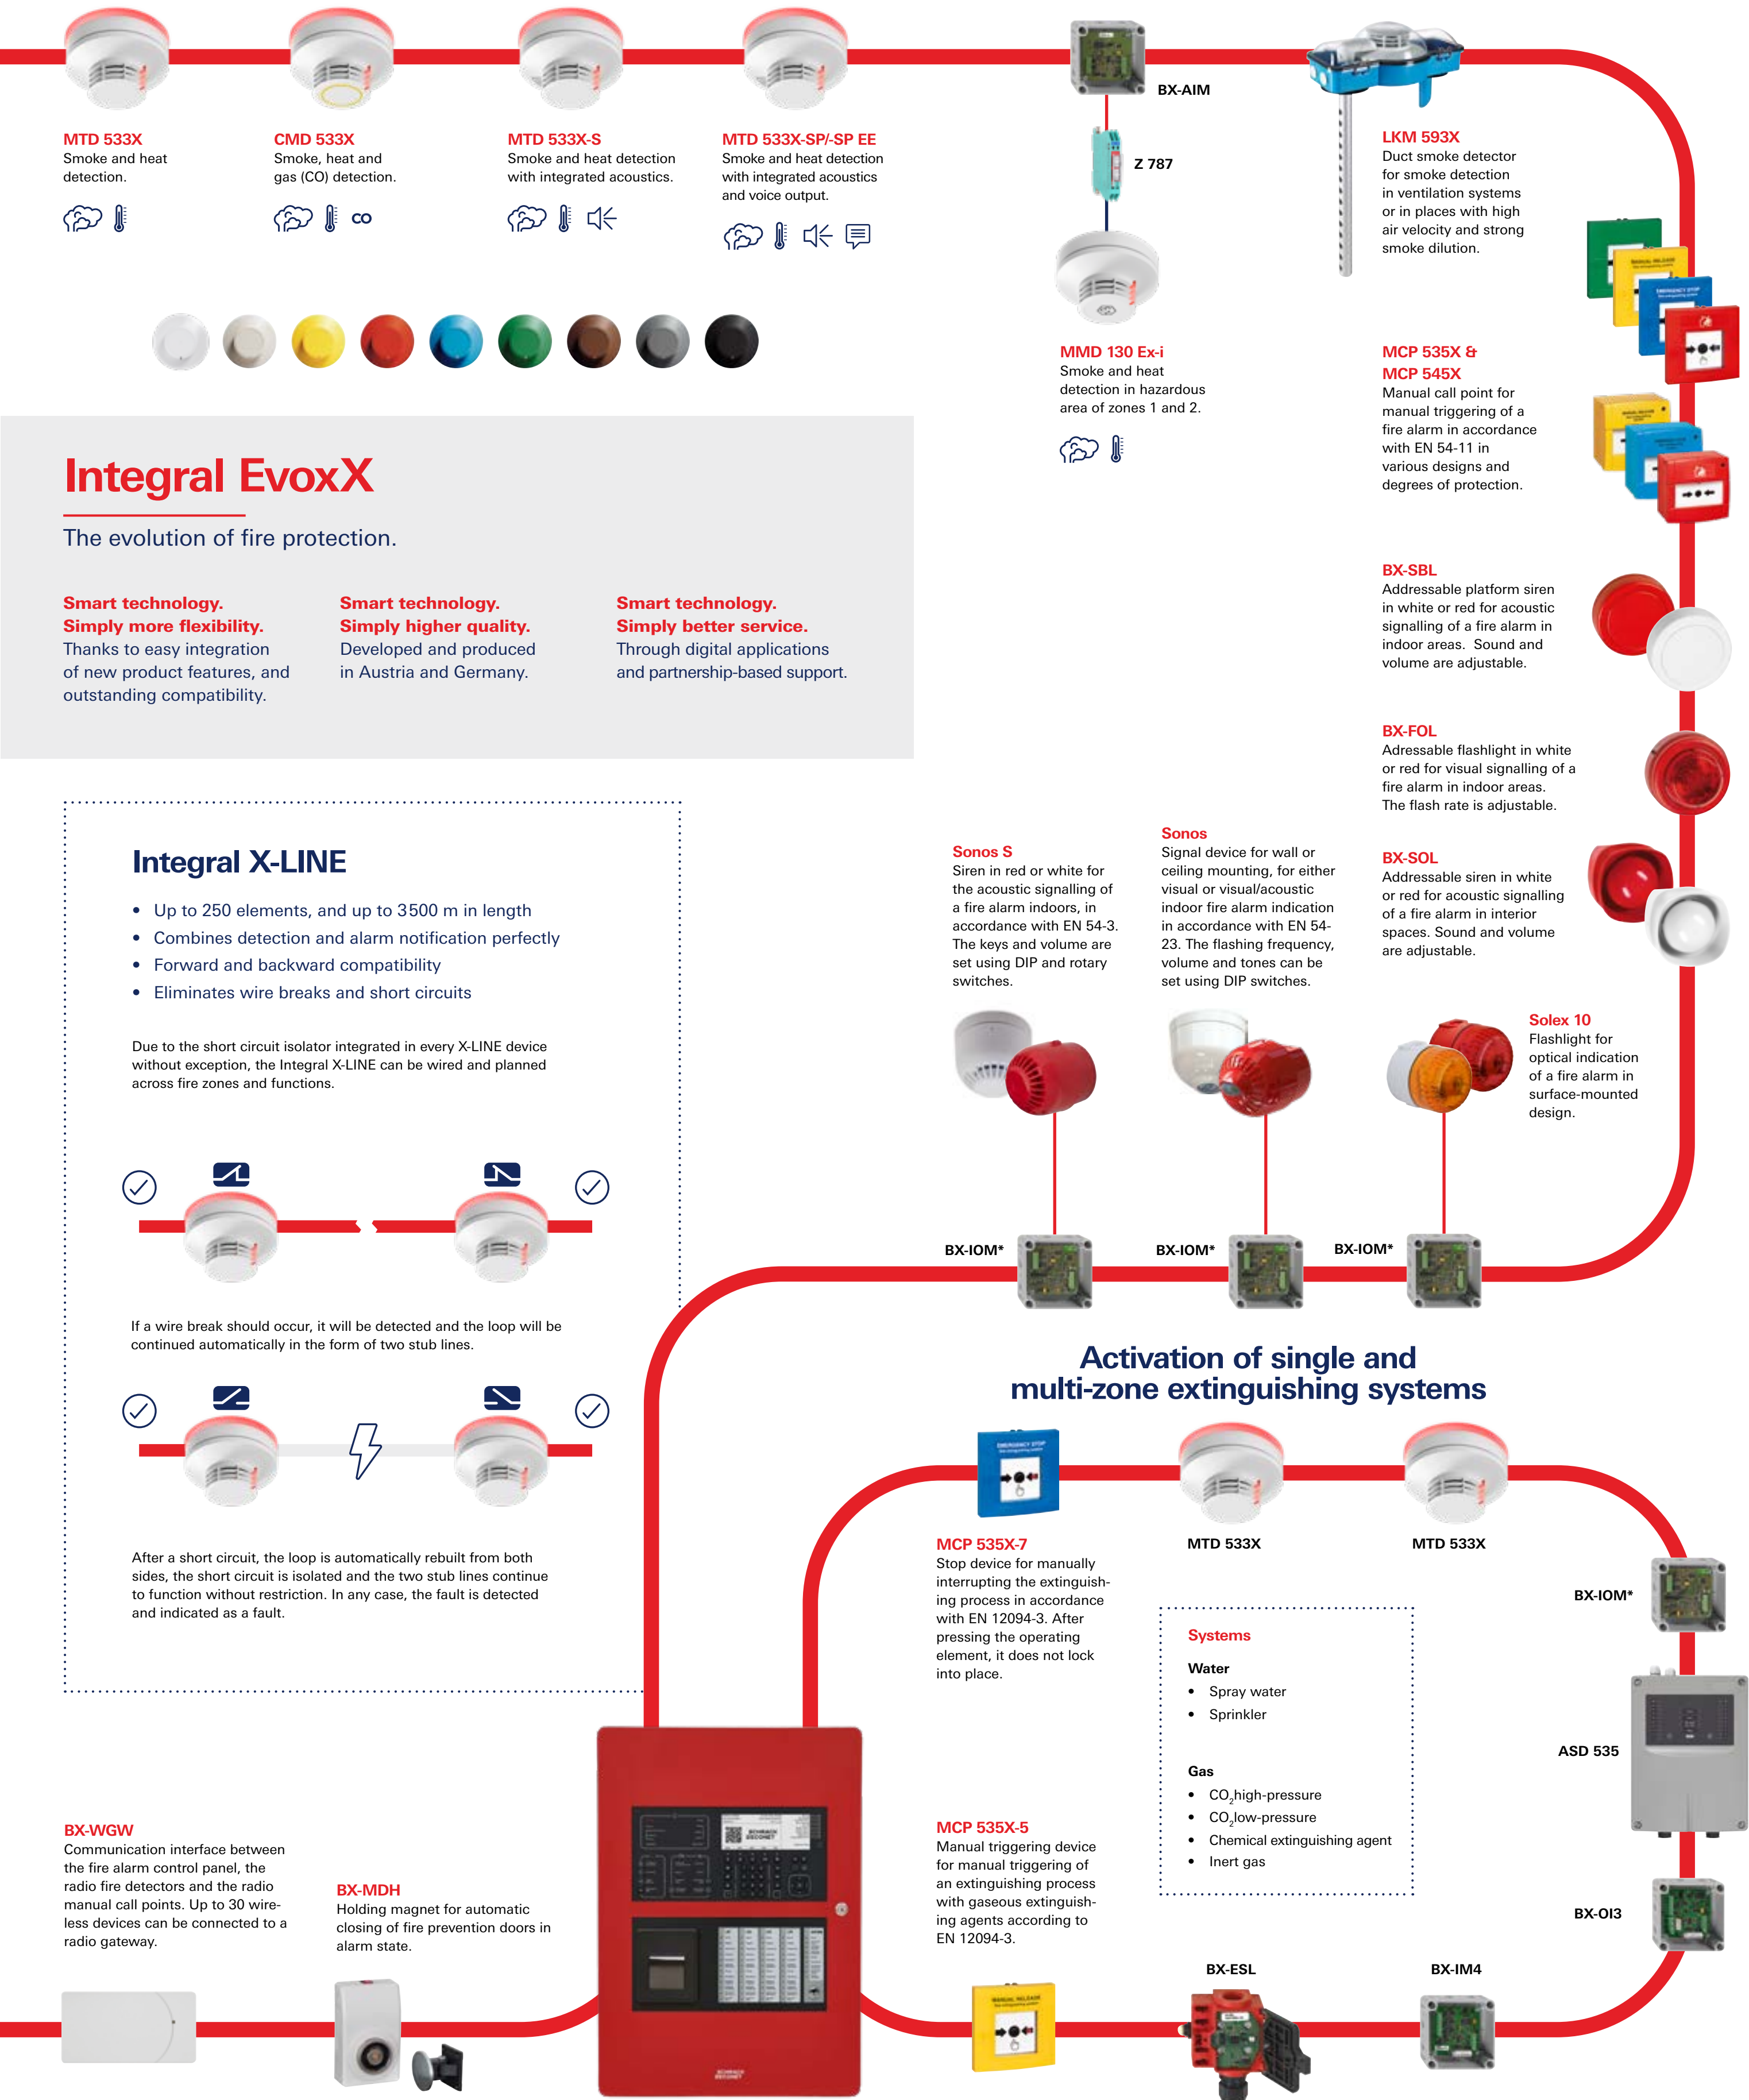 MTD 533X
Smoke and heat
detection.
CMD 533X
Smoke, heat and
gas (CO) detection.
CO
MTD 533X-S
Smoke and heat detection
with integrated acoustics.
MTD 533X-SP/-SP EE
Smoke and heat detection
with integrated acoustics
and voice output.
BX-AIM
Z 787
MMD 130 Ex-i
Smoke and heat
detection in hazardous
area of zones 1 and 2.
LKM 593X
Duct smoke detector
for smoke detection
in ventilation systems
or in places with high
air velocity and strong
smoke dilution.
MANUAL RELEASE
EMERGENCY STOP
MCP 535X &
MCP 545X
Manual call point for
manual triggering of a
fire alarm in accordance
with EN 54-11 in
various designs and
degrees of protection.
Integral EvoxX
The evolution of fire protection.
Smart technology.
Simply more flexibility.
Thanks to easy integration
of new product features, and
outstanding compatibility.
Smart technology.
Simply higher quality.
Developed and produced
in Austria and Germany.
Smart technology.
Simply better service.
Through digital applications
and partnership-based support.
BX-SBL
Addressable platform siren
in white or red for acoustic
signalling of a fire alarm in
indoor areas. Sound and
volume are adjustable.
BX-FOL
Adressable flashlight in white
or red for visual signalling of a
fire alarm in indoor areas.
The flash rate is adjustable.
BX-SOL
Addressable siren in white
or red for acoustic signalling
of a fire alarm in interior
spaces. Sound and volume
are adjustable.
Sonos S
Siren in red or white for
the acoustic signalling of
a fire alarm indoors, in
accordance with EN 54-3.
The keys and volume are
set using DIP and rotary
switches.
Sonos
Signal device for wall or
ceiling mounting, for either
visual or visual/acoustic
indoor fire alarm indication
in accordance with EN 54-
23. The flashing frequency,
volume and tones can be
set using DIP switches.
Solex 10
Flashlight for
optical indication
of a fire alarm in
surface-mounted
design.
BX-IOM*
BX-IOM*
BX-IOM*
Integral X-LINE
• Up to 250 elements, and up to 3500 m in length
• Combines detection and alarm notification perfectly
• Forward and backward compatibility
• Eliminates wire breaks and short circuits
Due to the short circuit isolator integrated in every X-LINE device
without exception, the Integral X-LINE can be wired and planned
across fire zones and functions.
If a wire break should occur, it will be detected and the loop will be
continued automatically in the form of two stub lines.
After a short circuit, the loop is automatically rebuilt from both
sides, the short circuit is isolated and the two stub lines continue
to function without restriction. In any case, the fault is detected
and indicated as a fault.
Activation of single and
multi-zone extinguishing systems
EMERGENCY STOP
MCP 535X-7
Stop device for manually
interrupting the extinguish-
ing process in accordance
with EN 12094-3. After
pressing the operating
element, it does not lock
into place.
MTD 533X
MTD 533X
BX-IOM*
ASD 535
BX-OI3
Systems
Water
• Spray water
• Sprinkler
Gas
• CO₂high-pressure
• CO₂low-pressure
• Chemical extinguishing agent
• Inert gas
MCP 535X-5
Manual triggering device
for manual triggering of
an extinguishing process
with gaseous extinguish-
ing agents according to
EN 12094-3.
MANUAL RELEASE
BX-ESL
BX-IM4
BX-WGW
Communication interface between
the fire alarm control panel, the
radio fire detectors and the radio
manual call points. Up to 30 wire-
less devices can be connected to a
radio gateway.
BX-MDH
Holding magnet for automatic
closing of fire prevention doors in
alarm state.
SCHRACK
SECONET
SCHRACK
SECONET